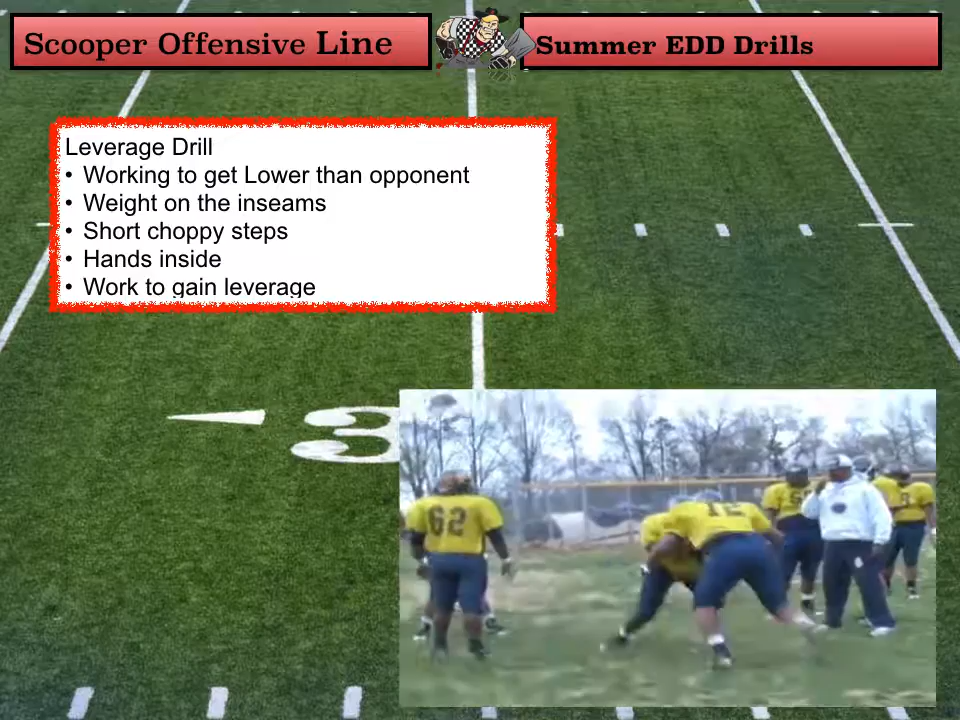 Scooper Offensive Line
Summer EDD Drills
Leverage Drill
• Working to get Lower than opponent
• Weight on the inseams
• Short choppy steps
• Hands inside
• Work to gain leverage
3
62